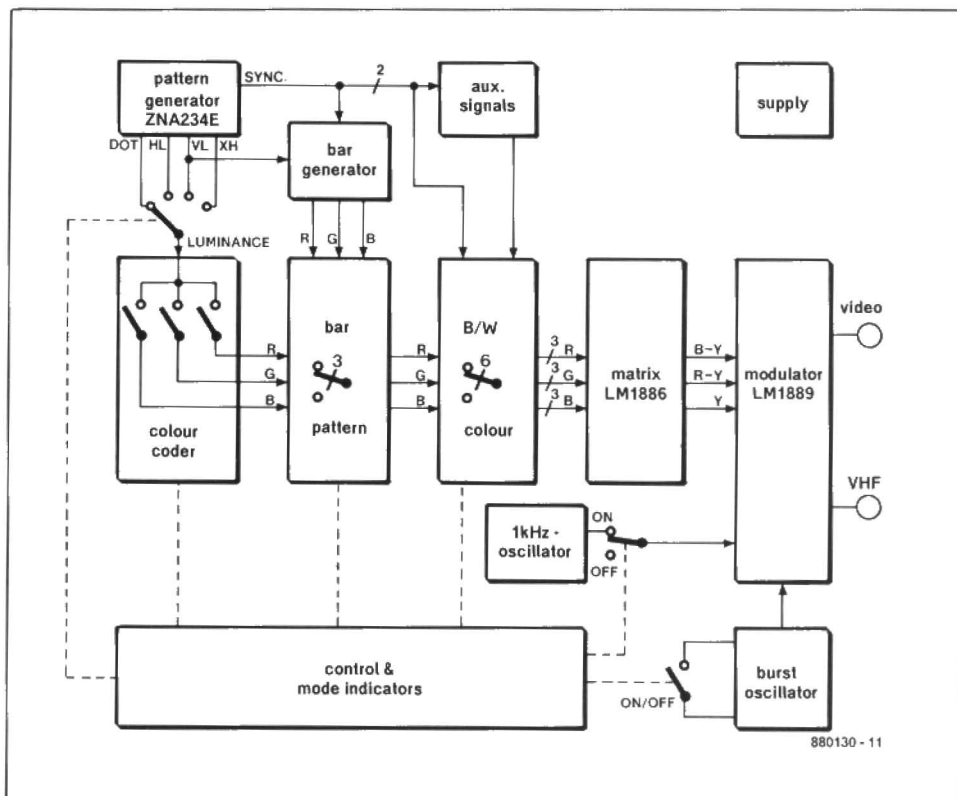 pattern
generator
ZNA234E
SYNC.
2
aux.
signals
supply
DOT
HL
VL
XH
bar
generator
R
G
B
LUMINANCE
colour
coder
R
G
B
bar
3
pattern
R
G
B
B/W
6
colour
3
R
3
G
3
B
matrix
LM1886
B-Y
R-Y
Y
modulator
LM1889
video
VHF
1kHz -
oscillator
ON
OFF
control &
mode indicators
ON/OFF
burst
oscillator
880130 - 11